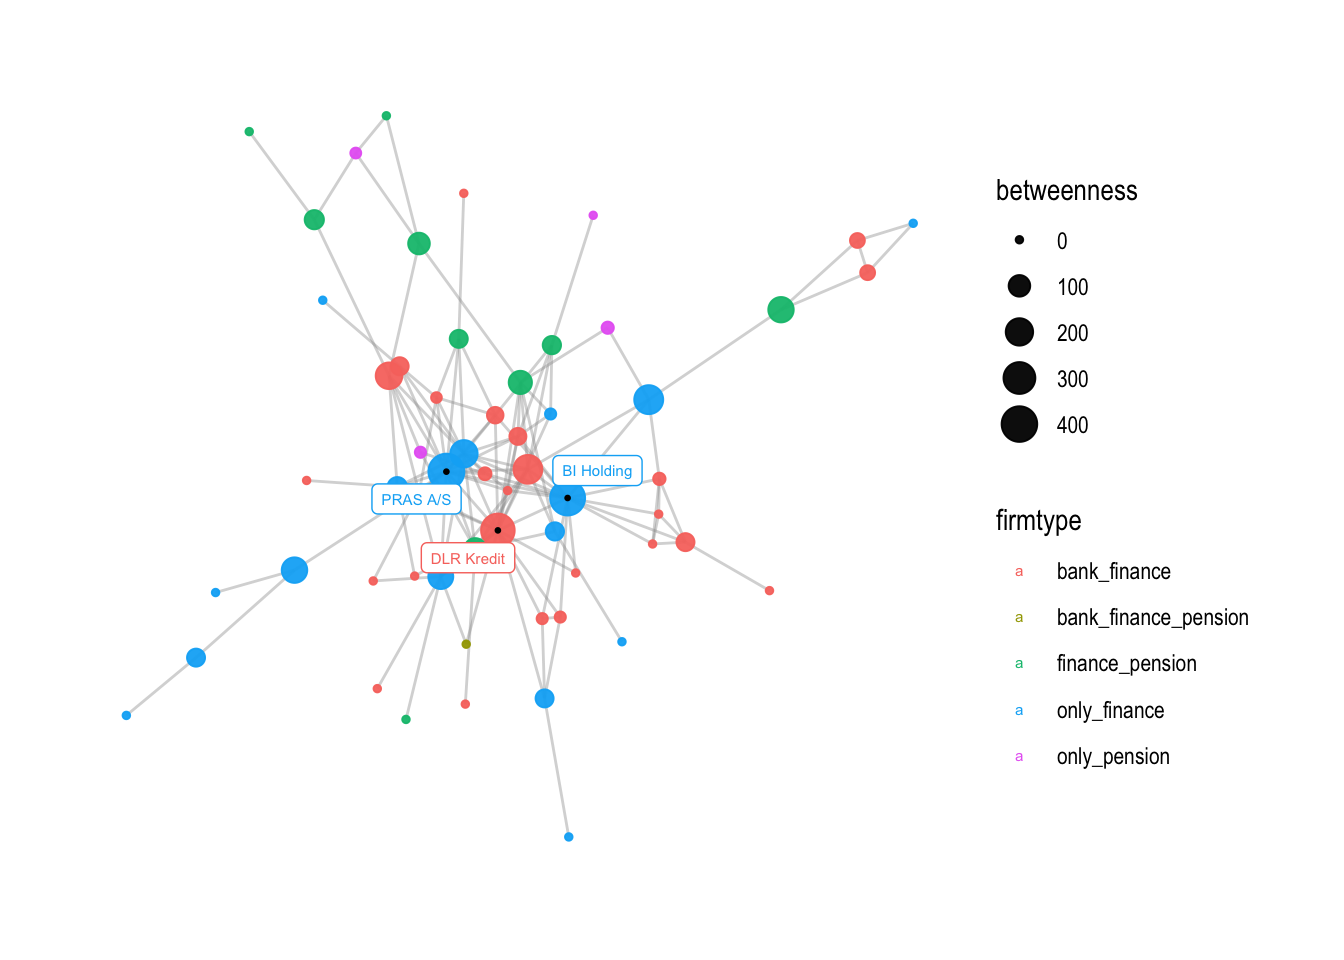 betweenness
0
100
200
300
400
BI Holding
PRAS A/S
DLR Kredit
firmtype
a bank_finance
a bank_finance_pension
a finance_pension
a only_finance
a only_pension